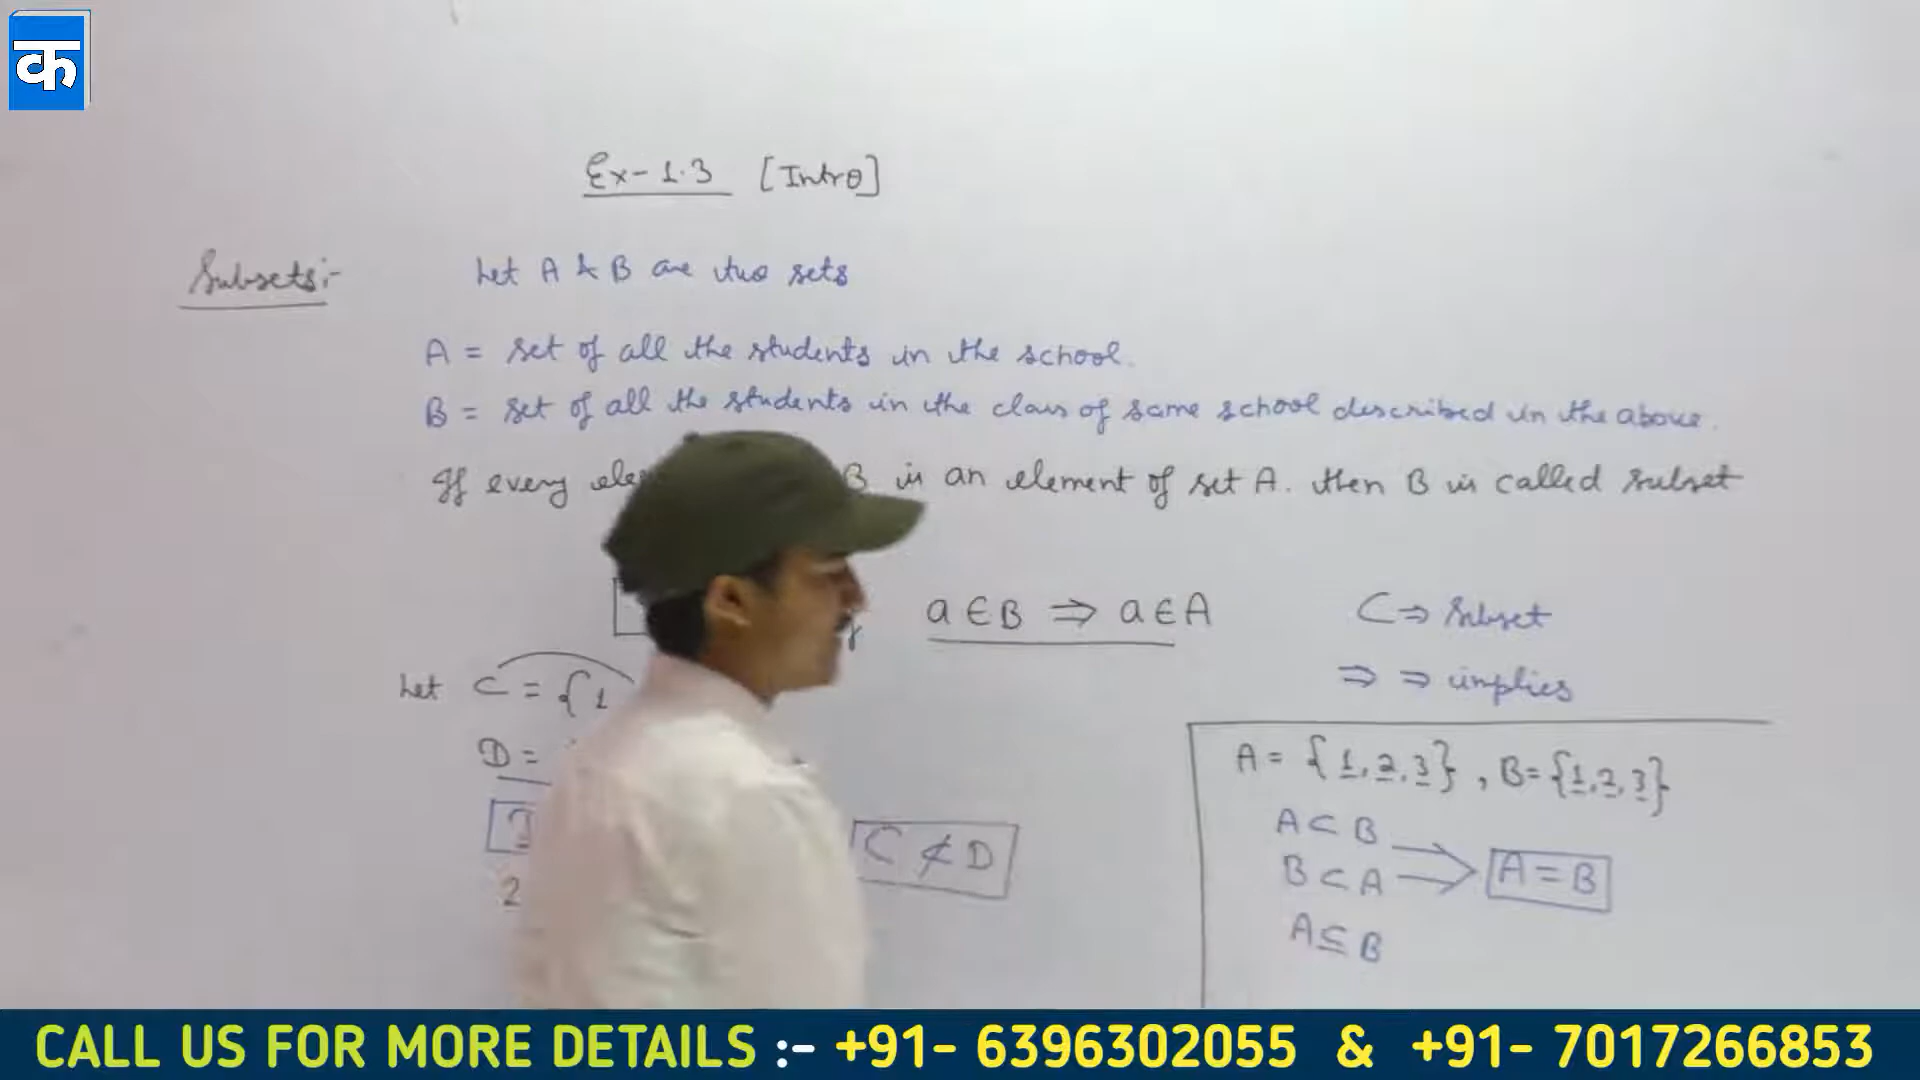 क
Ex-1.3 [Intro]
Subsets:- Let A & B are two sets
A = set of all the students in the school.
B = set of all the students in the class of same school described in the above.
If every B is an element of set A. then B is called subset
a ∈ B ⇒ a ∈ A
⊂ ⇒ Subset
⇒ ⇒ implies
Let C = {1
D =
C ⊄ D
2
A = {1, 2, 3}, B = {1, 2, 3}
A ⊂ B
B ⊂ A
A = B
A ⊆ B
CALL US FOR MORE DETAILS :- +91- 6396302055 & +91- 7017266853